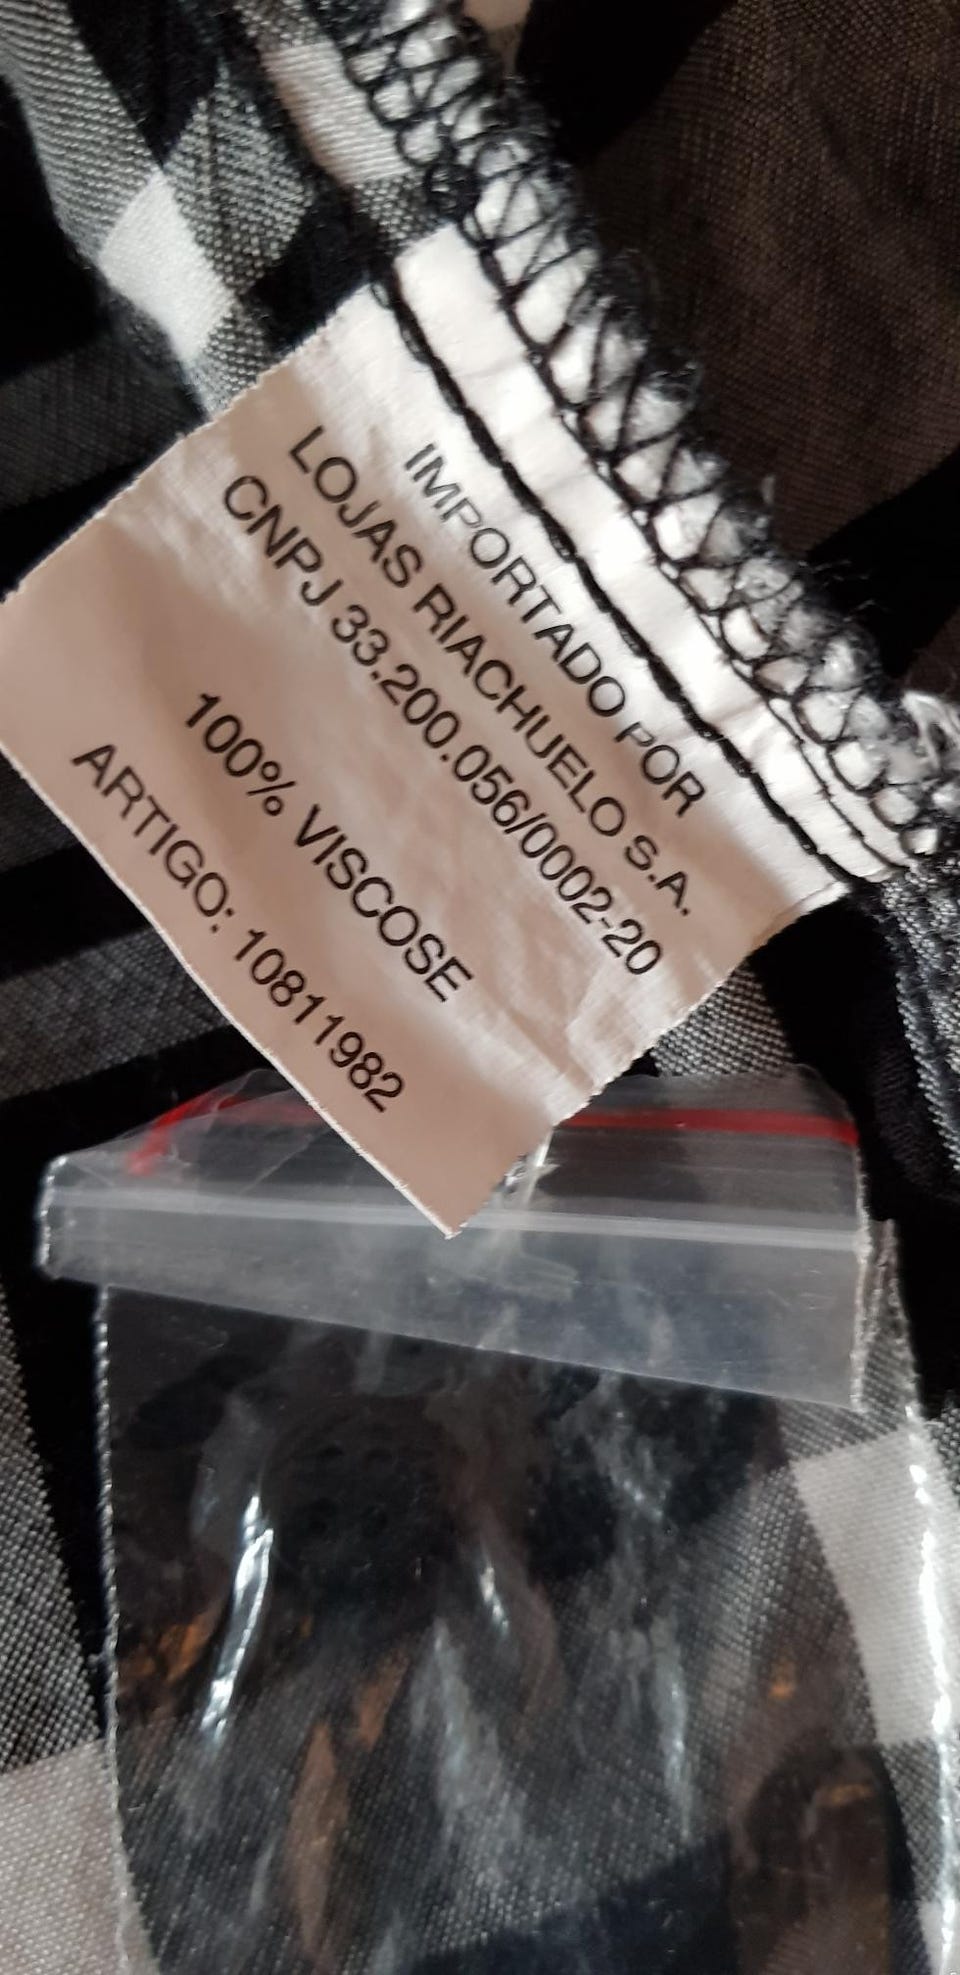 IMPORTADO POR
LOJAS RIACHUELO S.A.
CNPJ 33.200.056/0002-20
100% VISCOSE
ARTIGO: 10811982